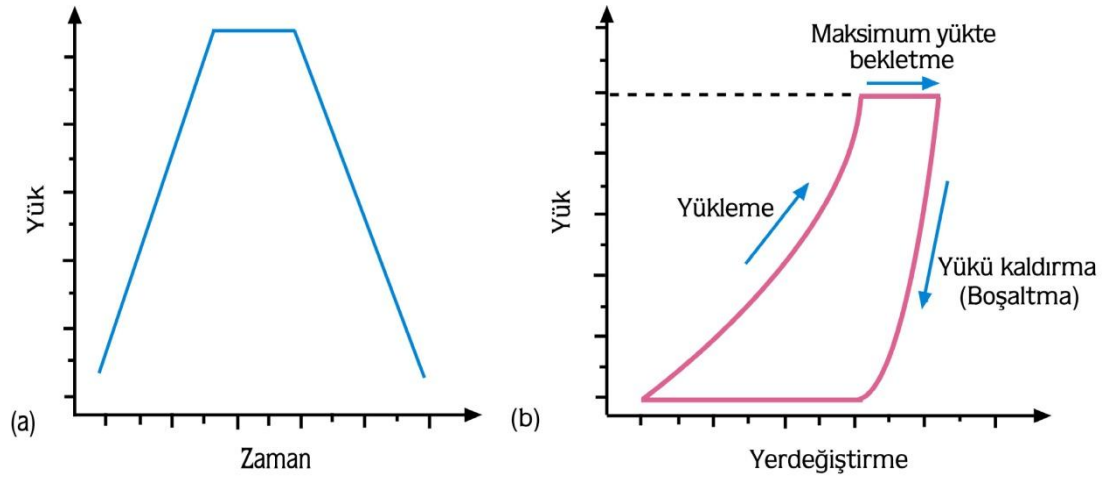 Yük
(a)
Zaman
Maksimum yükte
bekletme
Yük
Yükleme
Yükü kaldırma
(Boşaltma)
(b)
Yerdeğiştirme